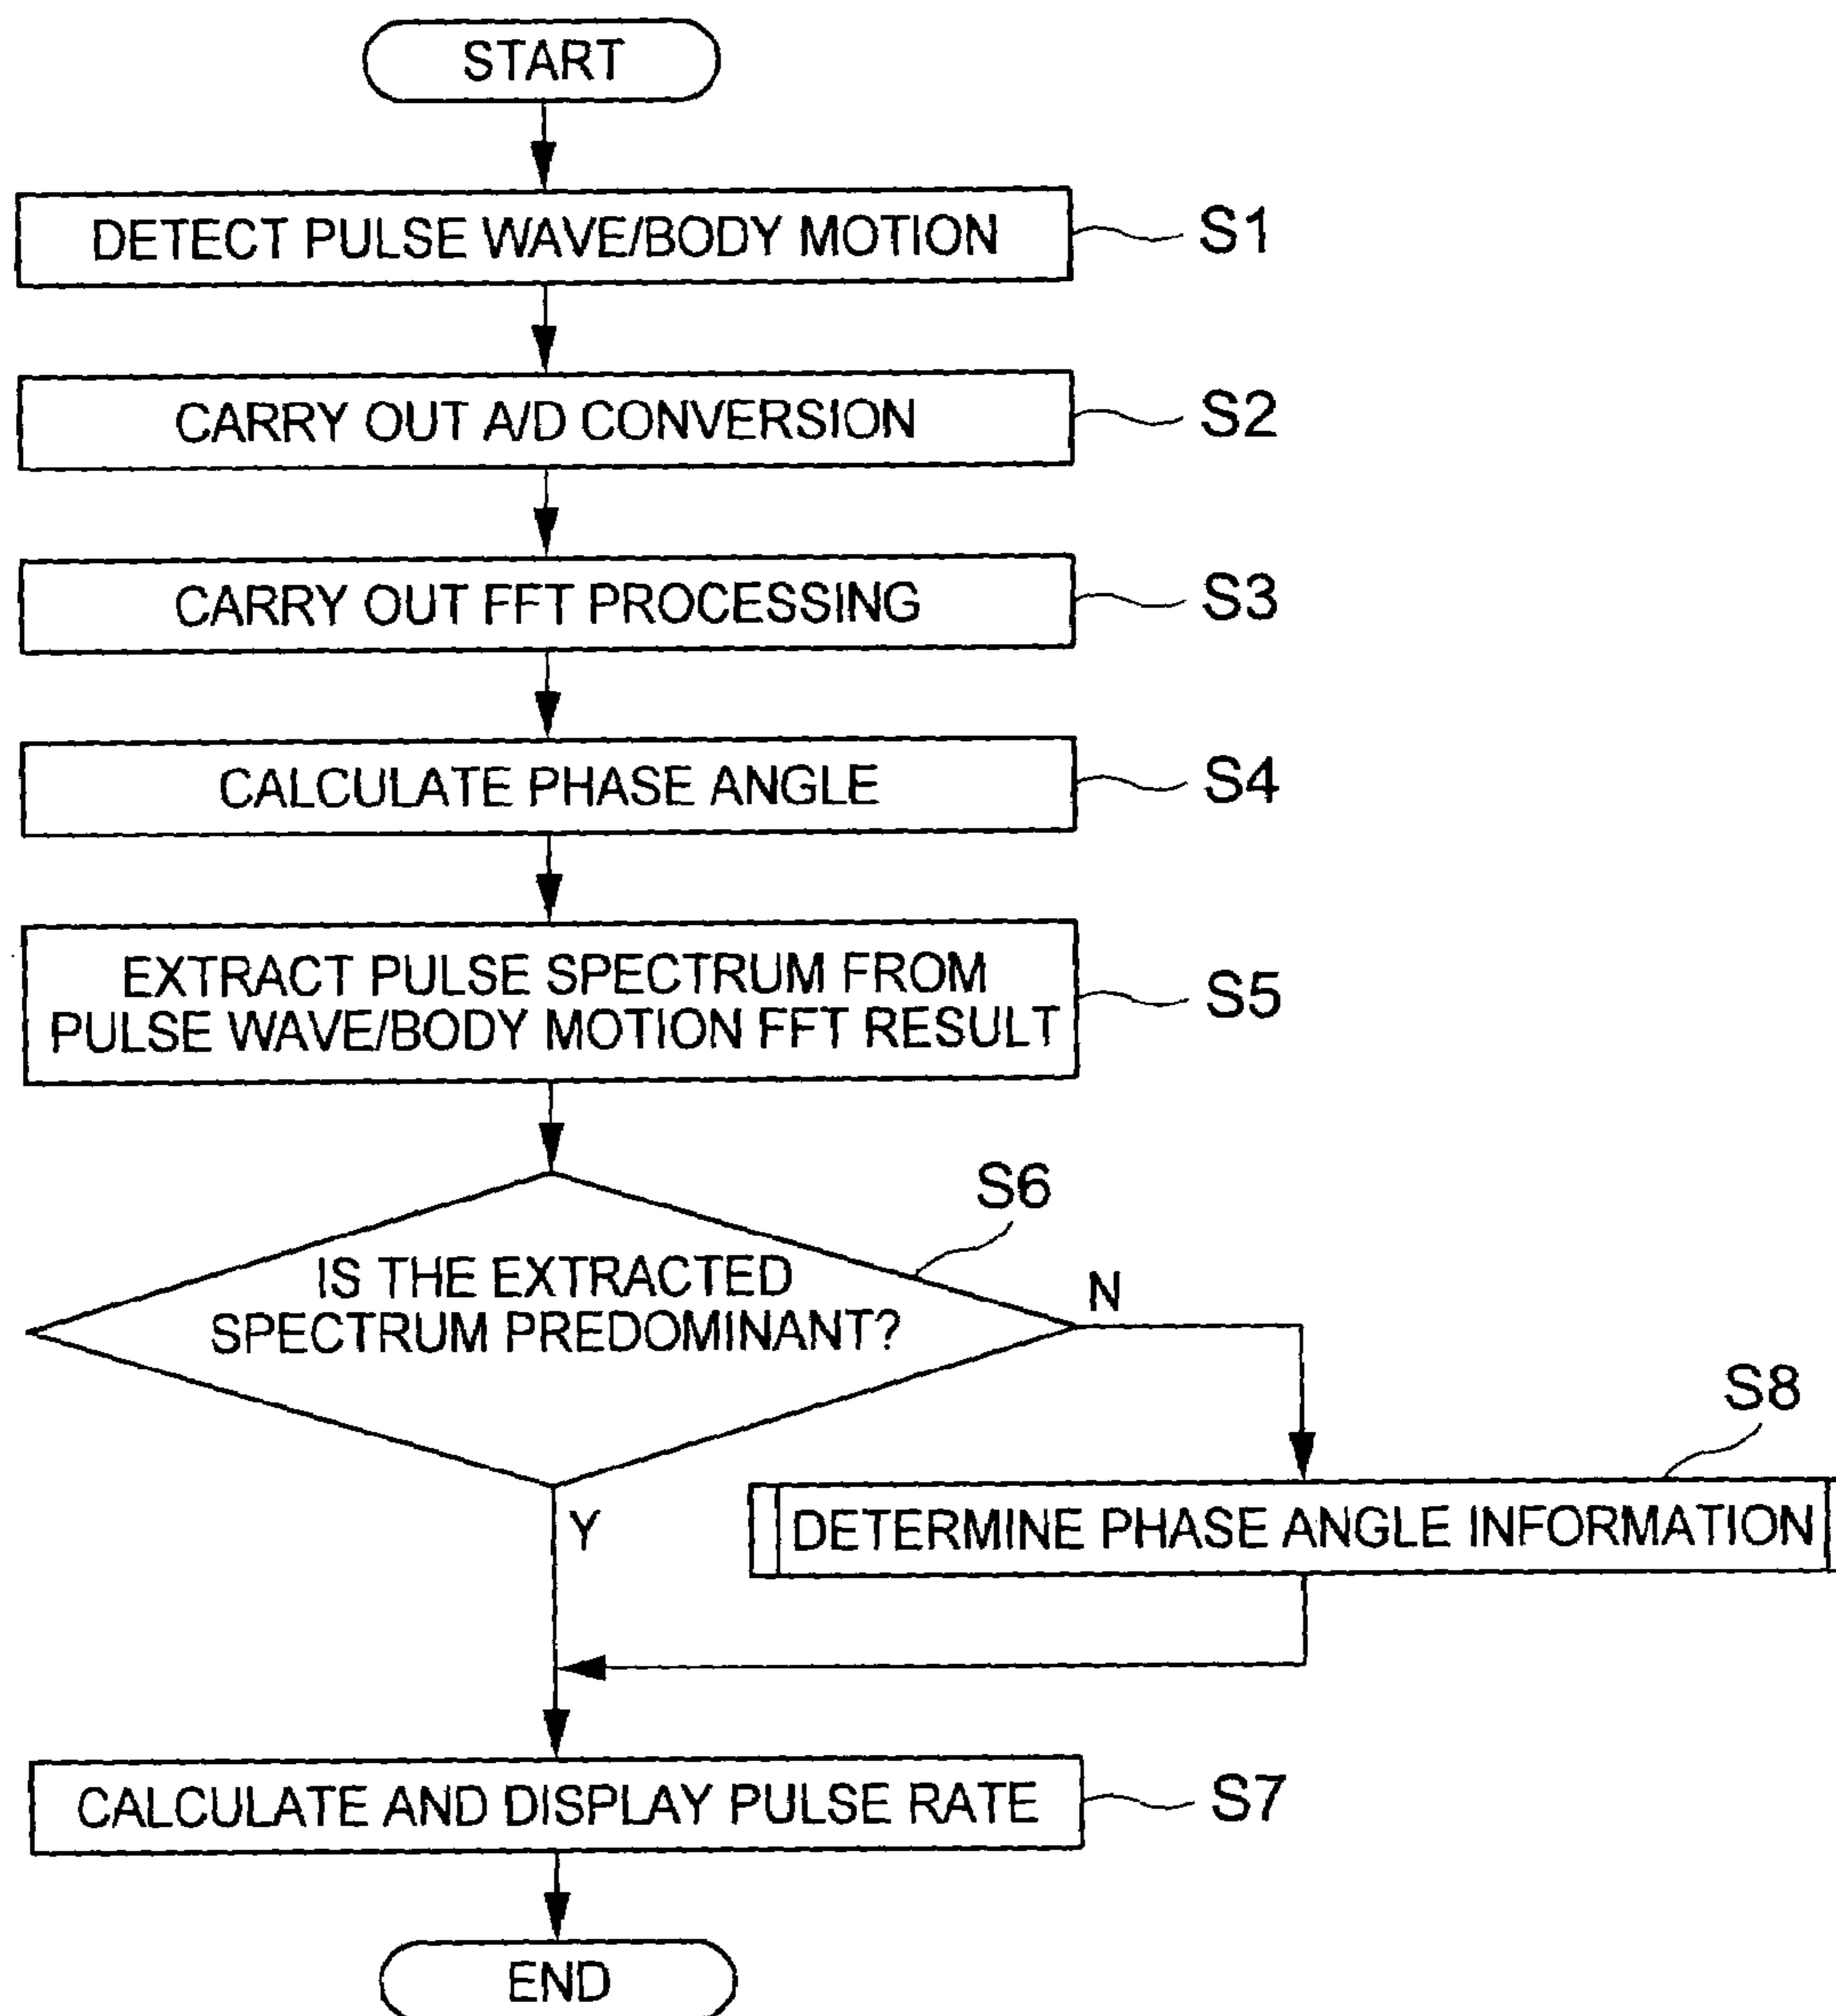 START
DETECT PULSE WAVE/BODY MOTION
S1
CARRY OUT A/D CONVERSION
S2
CARRY OUT FFT PROCESSING
S3
CALCULATE PHASE ANGLE
S4
EXTRACT PULSE SPECTRUM FROM
PULSE WAVE/BODY MOTION FFT RESULT
S5
S6
IS THE EXTRACTED
SPECTRUM PREDOMINANT?
N
S8
Y
DETERMINE PHASE ANGLE INFORMATION
CALCULATE AND DISPLAY PULSE RATE
S7
END